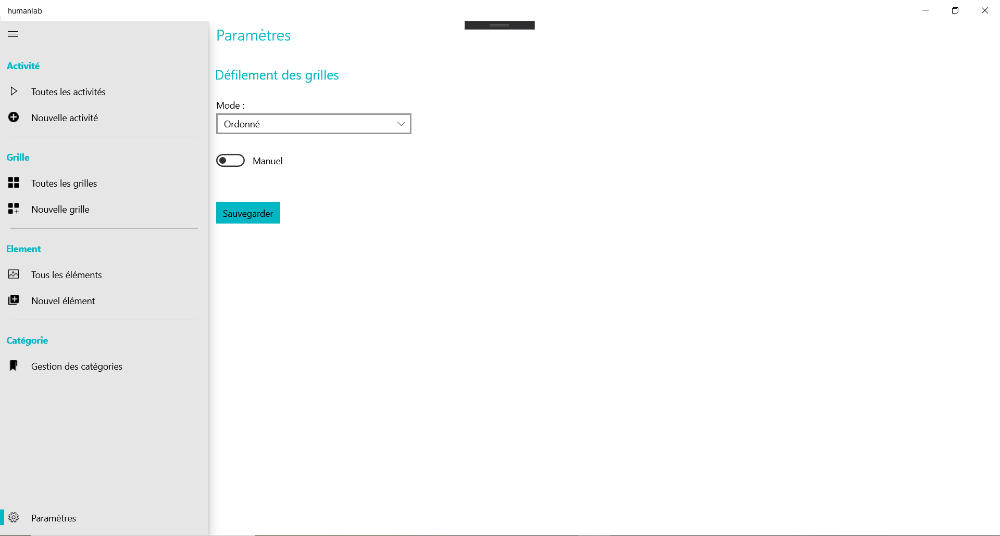 humanlab
Activité
Toutes les activités
Nouvelle activité
Grille
Toutes les grilles
Nouvelle grille
Element
Tous les éléments
Nouvel élément
Catégorie
Gestion des catégories
Paramètres
Paramètres
Défilement des grilles
Mode :
Ordonné
Manuel
Sauvegarder